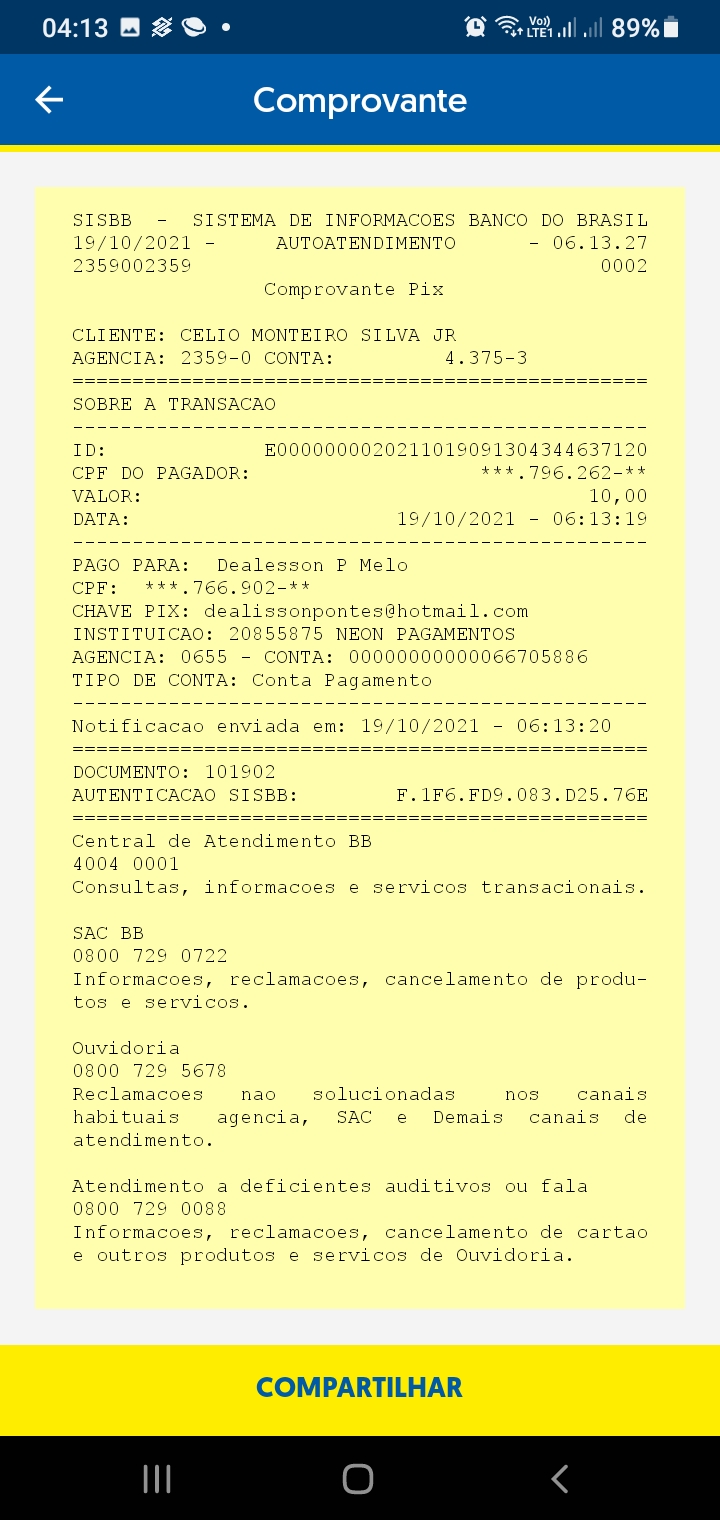 04:13 Vo)) LTE1 89%
Comprovante
SISBB - SISTEMA DE INFORMACOES BANCO DO BRASIL
19/10/2021 - AUTOATENDIMENTO - 06.13.27
2359002359 0002
Comprovante Pix
CLIENTE: CELIO MONTEIRO SILVA JR
AGENCIA: 2359-0 CONTA: 4.375-3
================================================
SOBRE A TRANSACAO
------------------------------------------------
ID: E0000000020211019091304344637120
CPF DO PAGADOR: ***.796.262-**
VALOR: 10,00
DATA: 19/10/2021 - 06:13:19
------------------------------------------------
PAGO PARA: Dealesson P Melo
CPF: ***.766.902-**
CHAVE PIX: dealissonpontes@hotmail.com
INSTITUICAO: 20855875 NEON PAGAMENTOS
AGENCIA: 0655 - CONTA: 00000000000066705886
TIPO DE CONTA: Conta Pagamento
------------------------------------------------
Notificacao enviada em: 19/10/2021 - 06:13:20
================================================
DOCUMENTO: 101902
AUTENTICACAO SISBB: F.1F6.FD9.083.D25.76E
================================================
Central de Atendimento BB
4004 0001
Consultas, informacoes e servicos transacionais.
SAC BB
0800 729 0722
Informacoes, reclamacoes, cancelamento de produ-
tos e servicos.
Ouvidoria
0800 729 5678
Reclamacoes nao solucionadas nos canais
habituais agencia, SAC e Demais canais de
atendimento.
Atendimento a deficientes auditivos ou fala
0800 729 0088
Informacoes, reclamacoes, cancelamento de cartao
e outros produtos e servicos de Ouvidoria.
COMPARTILHAR